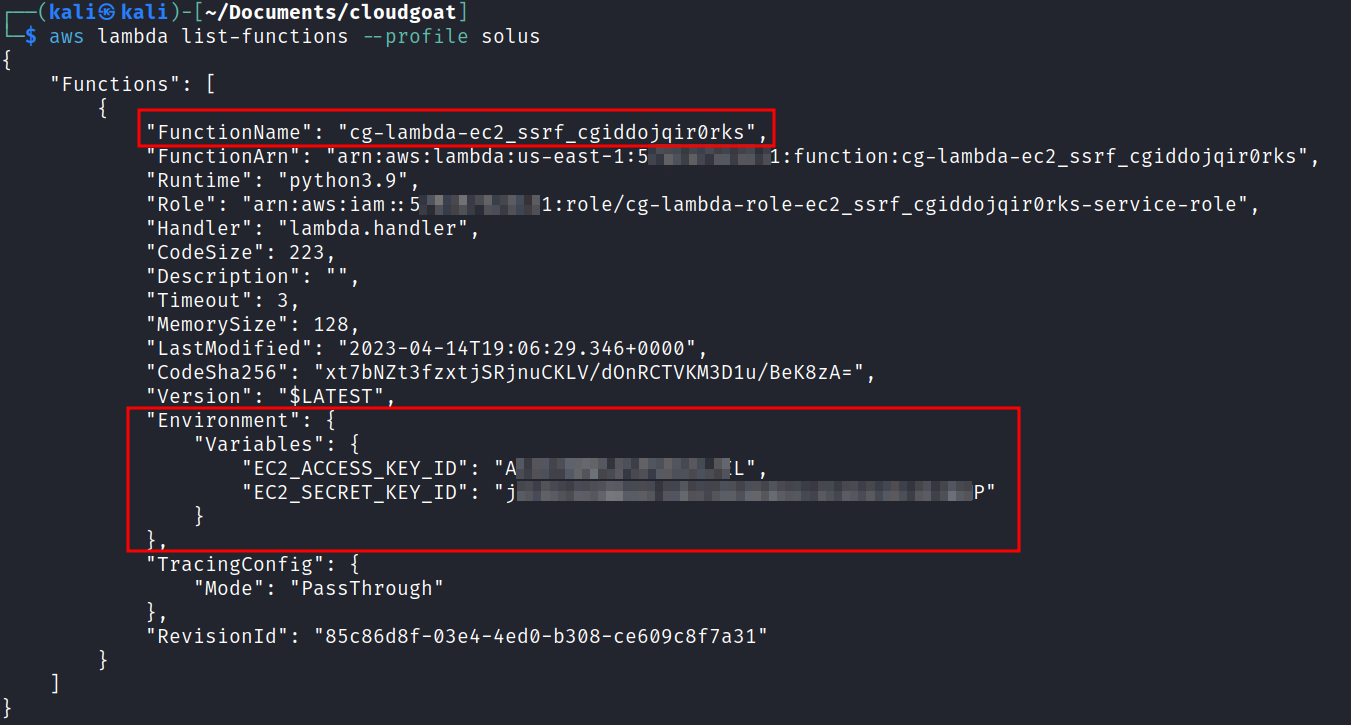 ┌──(kali㉿kali)-[~/Documents/cloudgoat]
└─$ aws lambda list-functions --profile solus
{
    "Functions": [
        {
            "FunctionName": "cg-lambda-ec2_ssrf_cgiddojqir0rks",
            "FunctionArn": "arn:aws:lambda:us-east-1:5 1:function:cg-lambda-ec2_ssrf_cgiddojqir0rks",
            "Runtime": "python3.9",
            "Role": "arn:aws:iam::5 1:role/cg-lambda-role-ec2_ssrf_cgiddojqir0rks-service-role",
            "Handler": "lambda.handler",
            "CodeSize": 223,
            "Description": "",
            "Timeout": 3,
            "MemorySize": 128,
            "LastModified": "2023-04-14T19:06:29.346+0000",
            "CodeSha256": "xt7bNZt3fzxtjSRjnuCKLV/dOnRCTVKM3D1u/BeK8zA=",
            "Version": "$LATEST",
            "Environment": {
                "Variables": {
                    "EC2_ACCESS_KEY_ID": "A L",
                    "EC2_SECRET_KEY_ID": "j P"
                }
            },
            "TracingConfig": {
                "Mode": "PassThrough"
            },
            "RevisionId": "85c86d8f-03e4-4ed0-b308-ce609c8f7a31"
        }
    ]
}